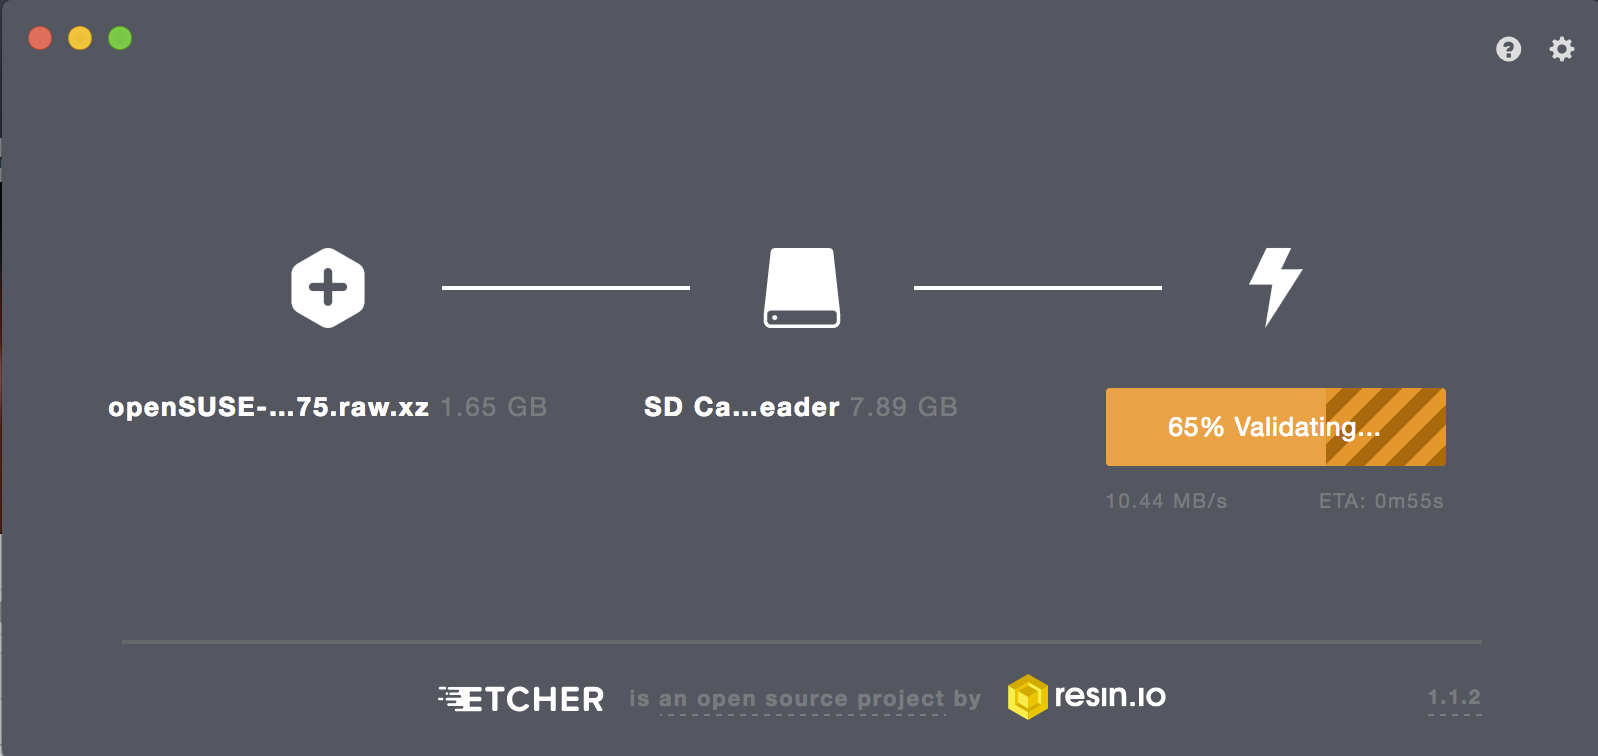 openSUSE-...75.raw.xz 1.65 GB
SD Ca...eader 7.89 GB
65% Validating...
10.44 MB/s ETA: 0m55s
ETCHER is an open source project by resin.io 1.1.2